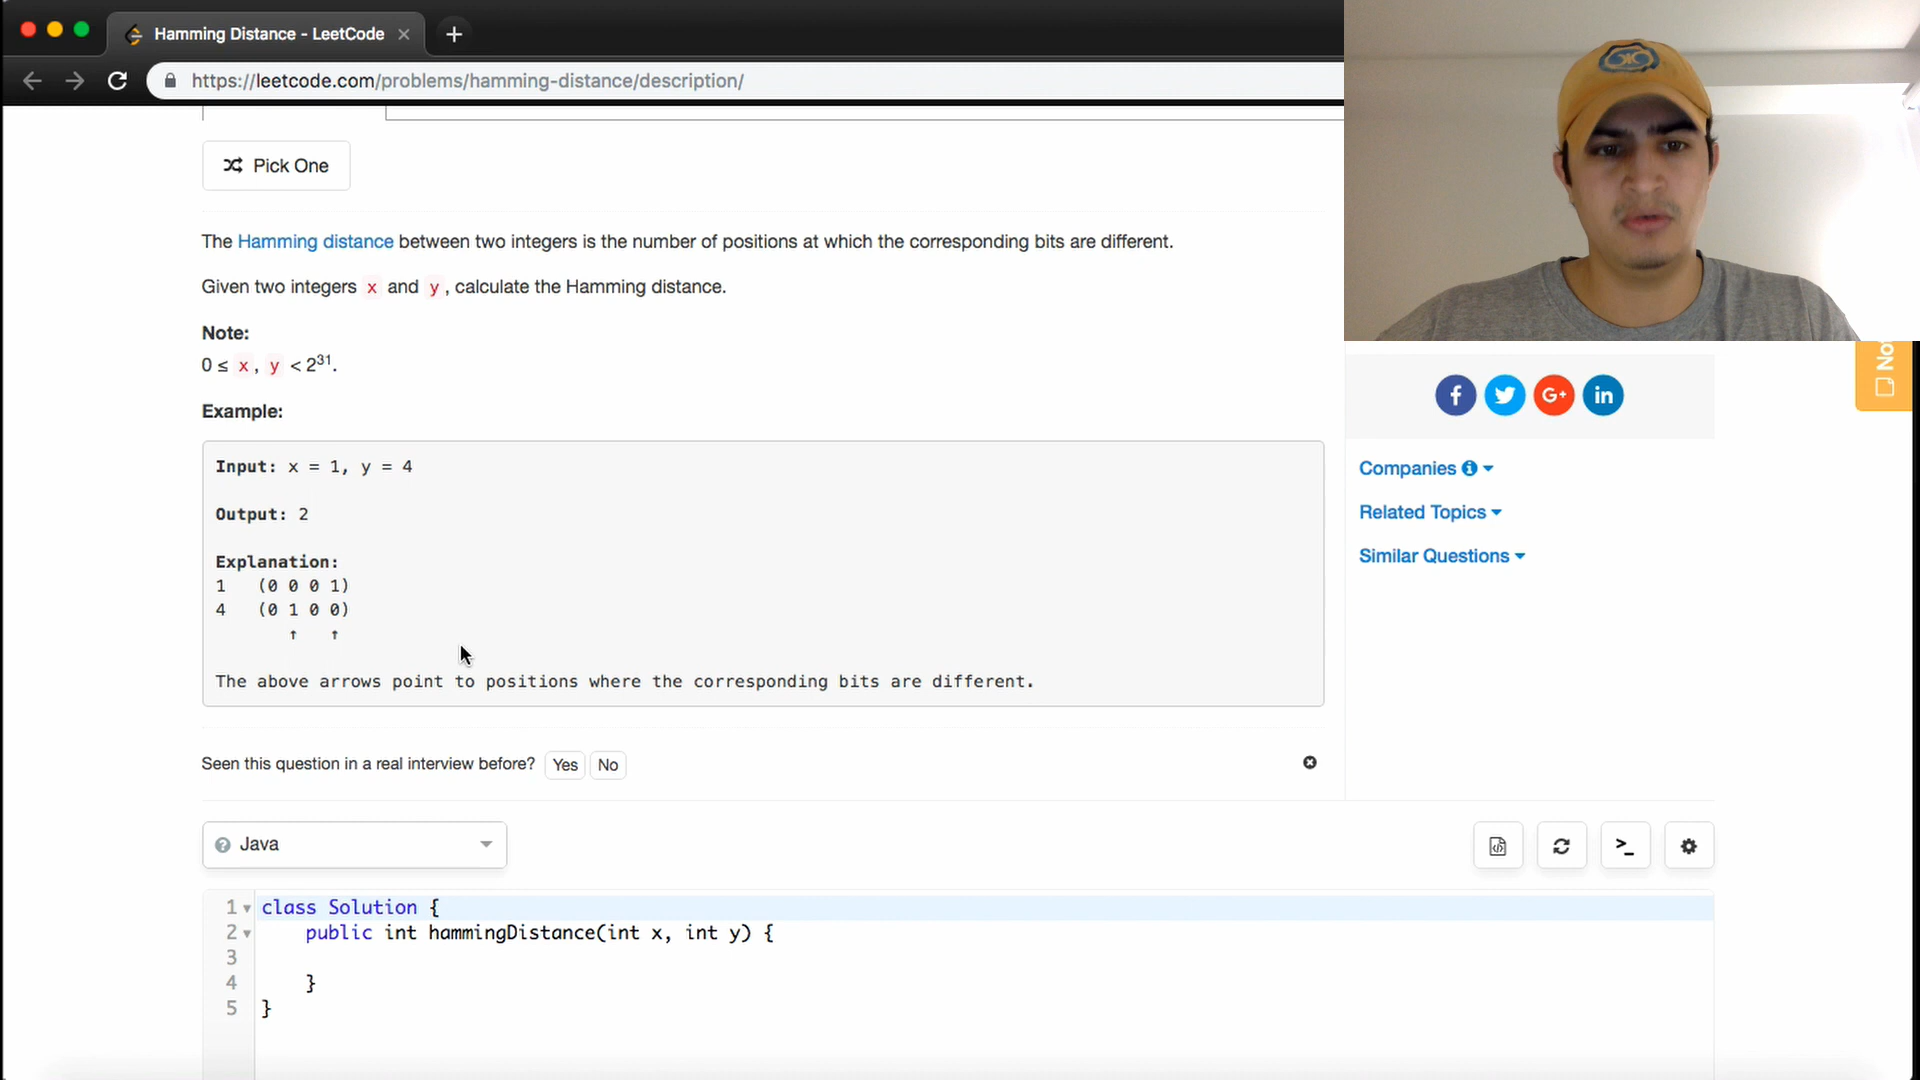 Hamming Distance - LeetCode
https://leetcode.com/problems/hamming-distance/description/
Pick One
The Hamming distance between two integers is the number of positions at which the corresponding bits are different.
Given two integers x and y, calculate the Hamming distance.
Note:
0 ≤ x, y < 2³¹.
Example:
Input: x = 1, y = 4
Output: 2
Explanation:
1 (0 0 0 1)
4 (0 1 0 0)
↑ ↑
The above arrows point to positions where the corresponding bits are different.
Seen this question in a real interview before? Yes No
f G+ in
Companies
Related Topics
Similar Questions
Java
>_
1 class Solution {
2 public int hammingDistance(int x, int y) {
3
4 }
5 }